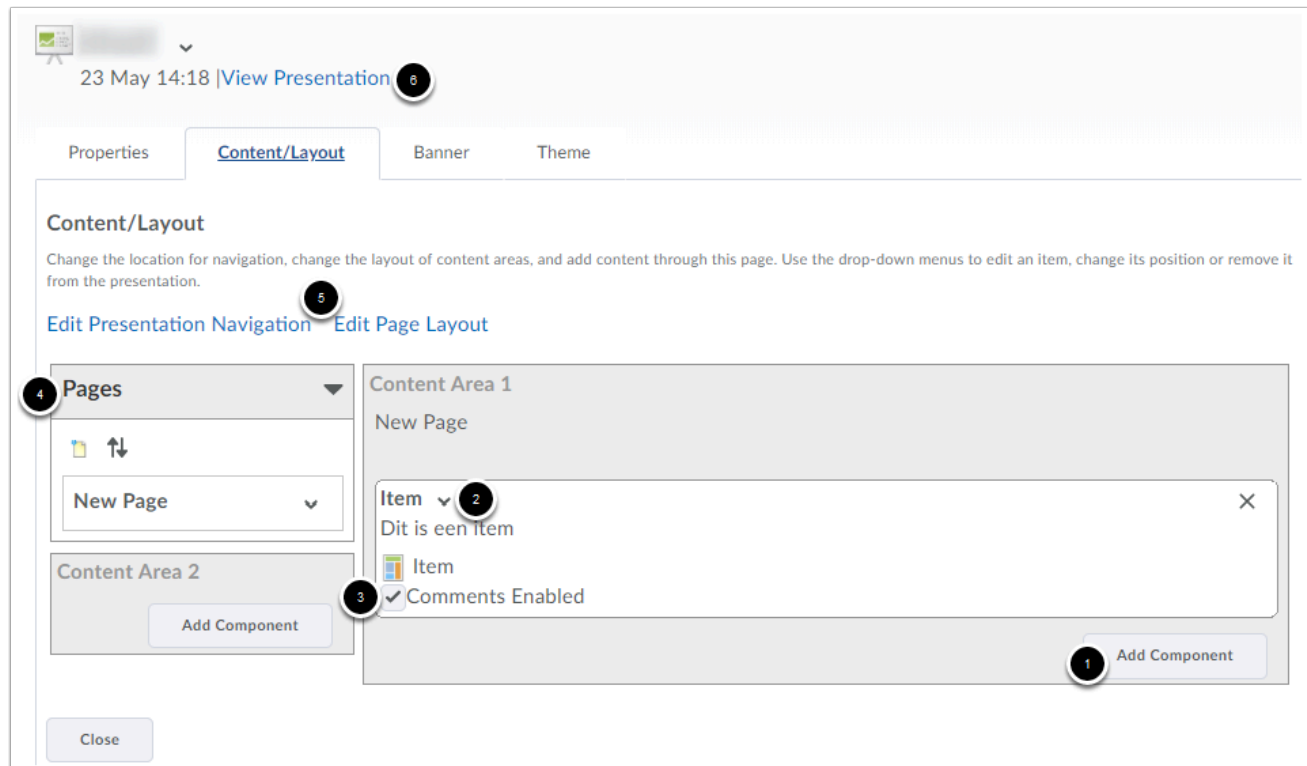 23 May 14:18 |View Presentation 6
Properties Content/Layout Banner Theme
Content/Layout
Change the location for navigation, change the layout of content areas, and add content through this page. Use the drop-down menus to edit an item, change its position or remove it
from the presentation.
5
Edit Presentation Navigation Edit Page Layout
4 Pages
New Page
Content Area 2
Add Component
Content Area 1
New Page
Item 2
Dit is een item
Item
3 Comments Enabled
1 Add Component
Close